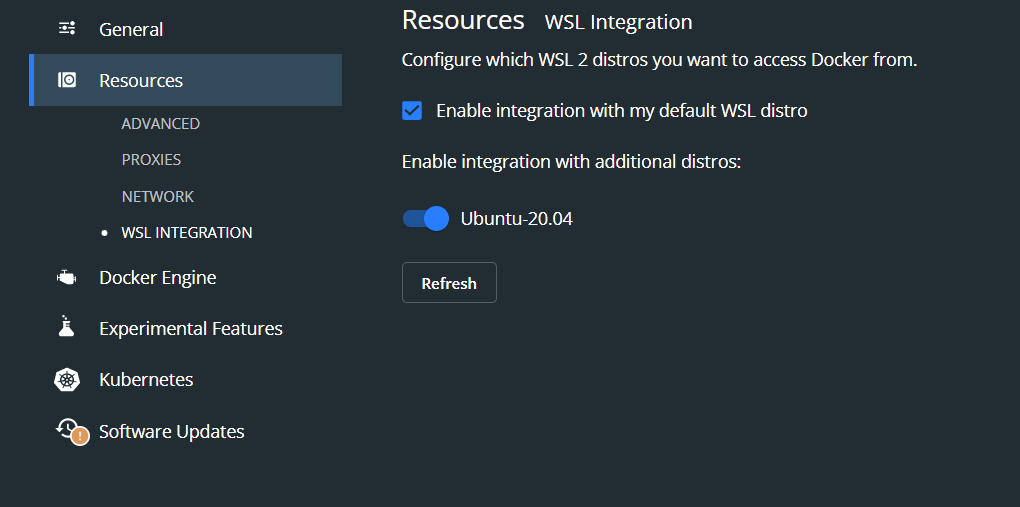 General
Resources
ADVANCED
PROXIES
NETWORK
WSL INTEGRATION
Docker Engine
Experimental Features
Kubernetes
Software Updates
Resources WSL Integration
Configure which WSL 2 distros you want to access Docker from.
Enable integration with my default WSL distro
Enable integration with additional distros:
Ubuntu-20.04
Refresh